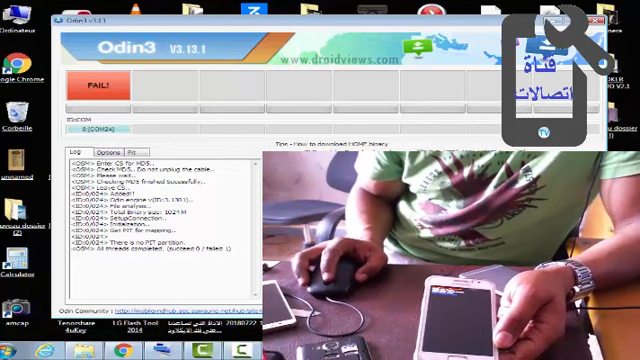 Ordinateur
Odin3 v3.13
Odin3 V3.13.1
www.droidviews.com
Google Chrome
FAIL!
قناة
اتصالات
TV
ID:COM
0:[COM24]
Corbeille
Tips - How to download HOME binary
Log
Options
Pit
<OSM> Enter CS for MD5..
<OSM> Check MD5.. Do not unplug the cable..
<OSM> Please wait..
<OSM> Checking MD5 finished Sucessfully..
<OSM> Leave CS..
<ID:0/024> Added!!
<ID:0/024> Odin engine v(ID:3.1301)..
<ID:0/024> File analysis..
<ID:0/024> Total Binary size: 1024 M
<ID:0/024> SetupConnection..
<ID:0/024> Initialzation..
<ID:0/024> Get PIT for mapping..
<ID:0/024>
<ID:0/024> There is no PIT partition.
<OSM> All threads completed. (succeed 0 / failed 1)
unnamed
Calculator
Odin Community :
amcap
Tenorshare
4uKey
LG Flash Tool
2014
20180722